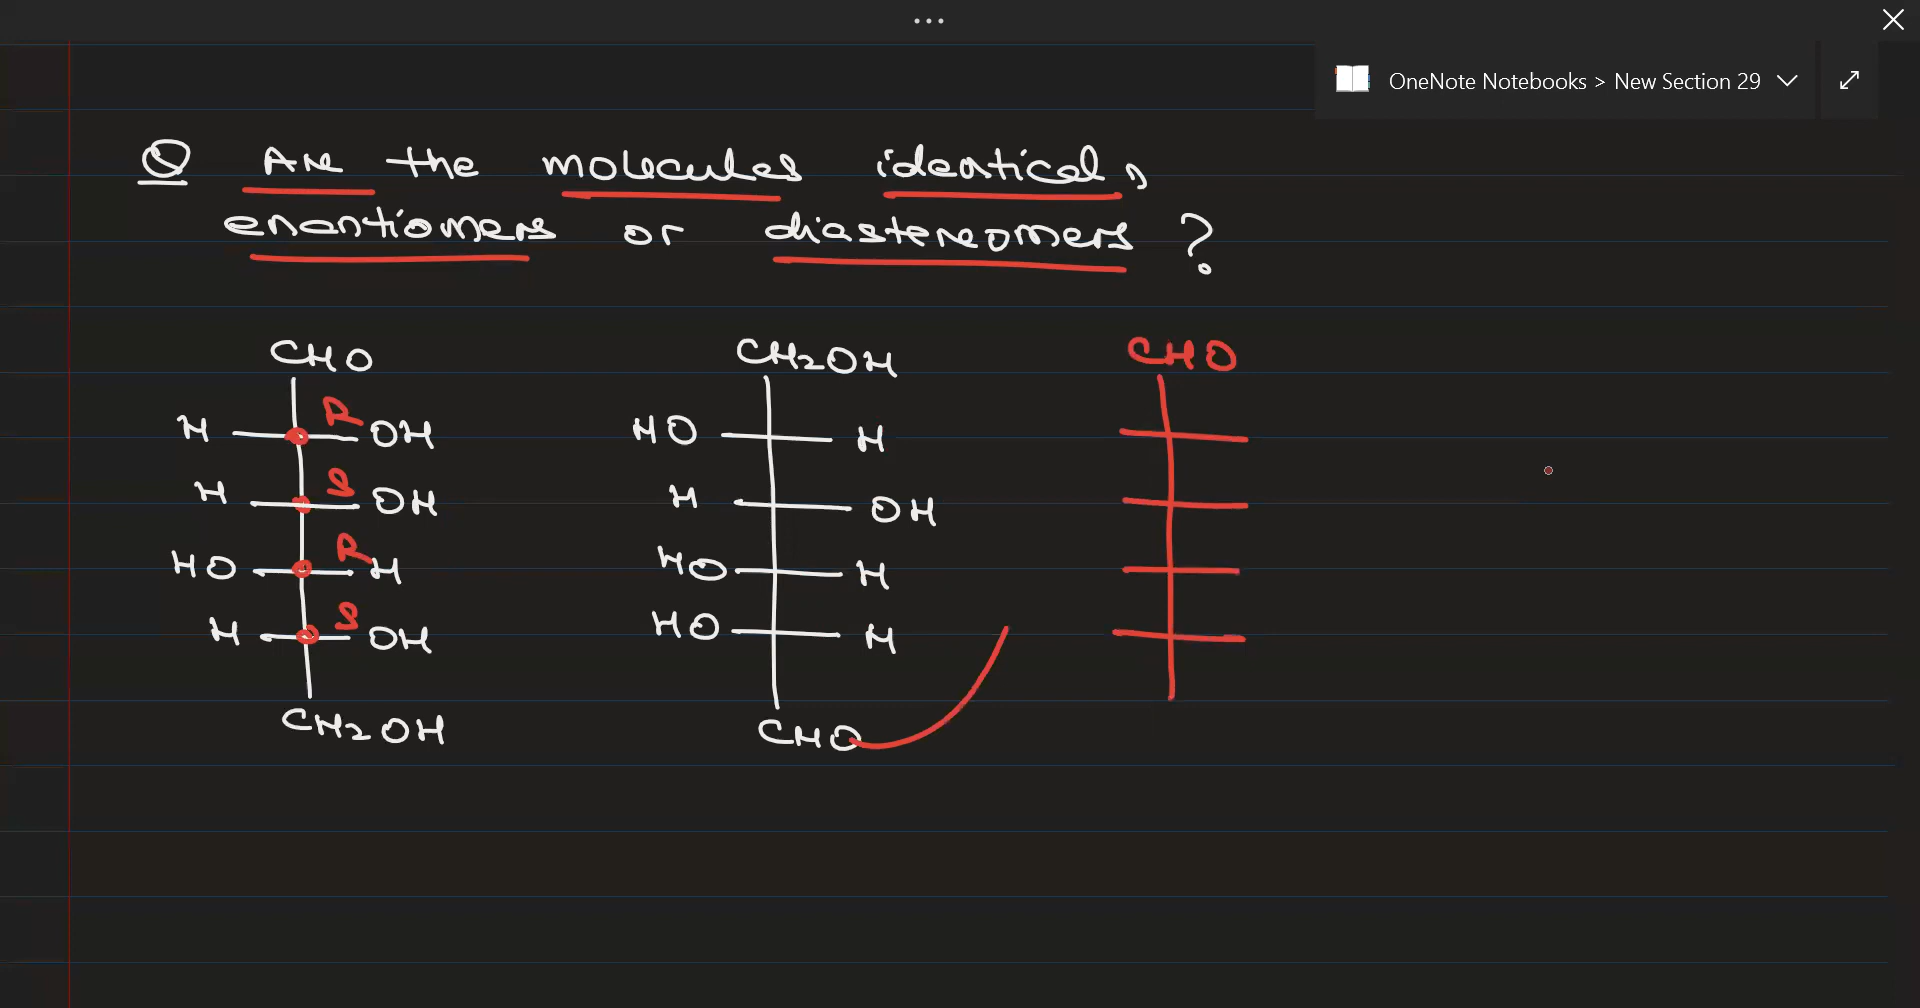 ...
OneNote Notebooks > New Section 29
Q Are the molecules identical,
enantiomers or diastereomers ?
CHO CH2OH CHO
H R OH HO H
H S OH H OH
HO R H HO H
H S OH HO H
CH2OH CHO